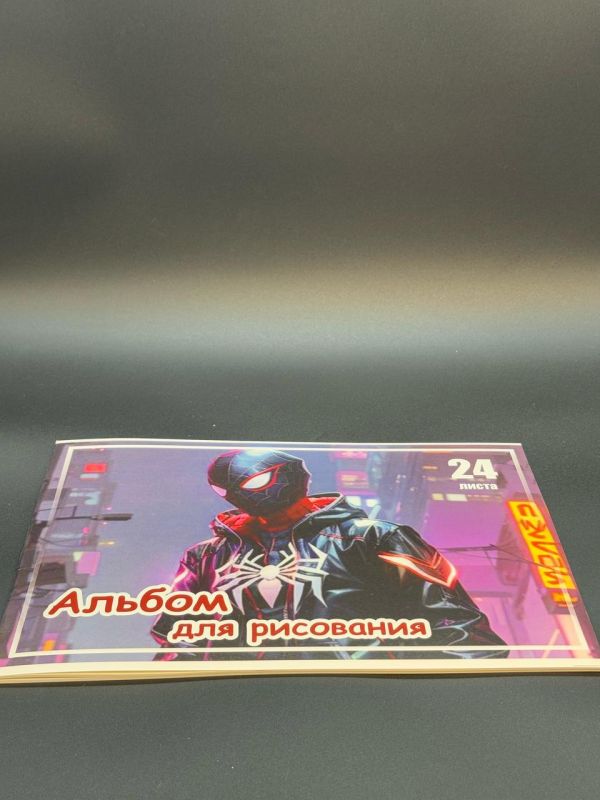 24
листа
Альбом
для рисования